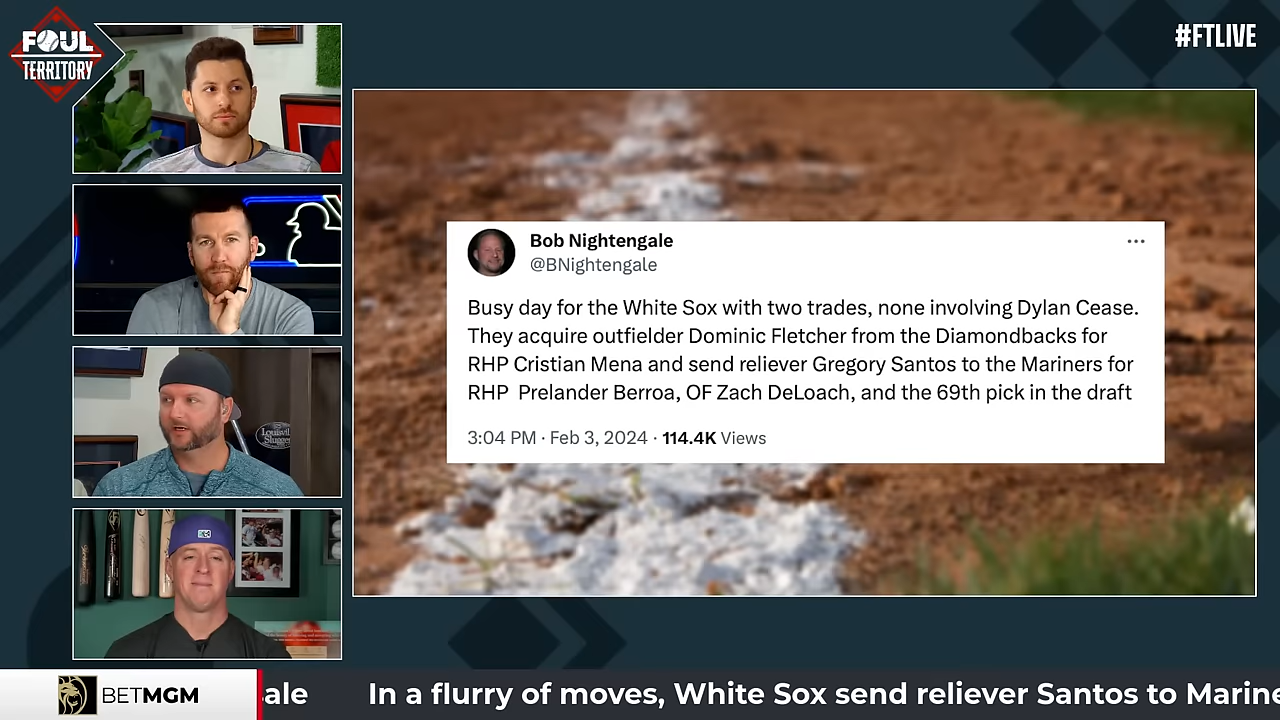 FOUL
TERRITORY
#FTLIVE
Bob Nightengale
@BNightengale
Busy day for the White Sox with two trades, none involving Dylan Cease.
They acquire outfielder Dominic Fletcher from the Diamondbacks for
RHP Cristian Mena and send reliever Gregory Santos to the Mariners for
RHP Prelander Berroa, OF Zach DeLoach, and the 69th pick in the draft
3:04 PM · Feb 3, 2024 · 114.4K Views
Louisville
Slugger
BETMGM
ale
In a flurry of moves, White Sox send reliever Santos to Marine